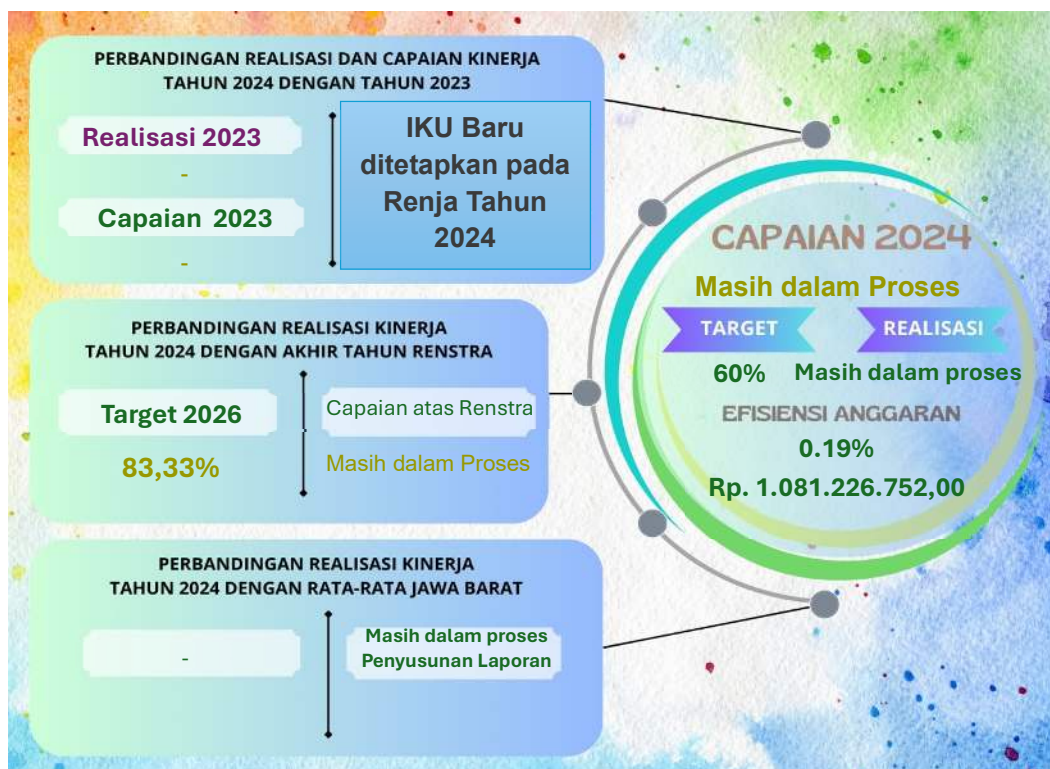 PERBANDINGAN REALISASI DAN CAPAIAN KINERJA
TAHUN 2024 DENGAN TAHUN 2023
Realisasi 2023
-
Capaian 2023
-
IKU Baru
ditetapkan pada
Renja Tahun
2024
PERBANDINGAN REALISASI KINERJA
TAHUN 2024 DENGAN AKHIR TAHUN RENSTRA
Target 2026
83,33%
Capaian atas Renstra
Masih dalam Proses
PERBANDINGAN REALISASI KINERJA
TAHUN 2024 DENGAN RATA-RATA JAWA BARAT
-
Masih dalam proses
Penyusunan Laporan
CAPAIAN 2024
Masih dalam Proses
TARGET REALISASI
60% Masih dalam proses
EFISIENSI ANGGARAN
0.19%
Rp. 1.081.226.752,00